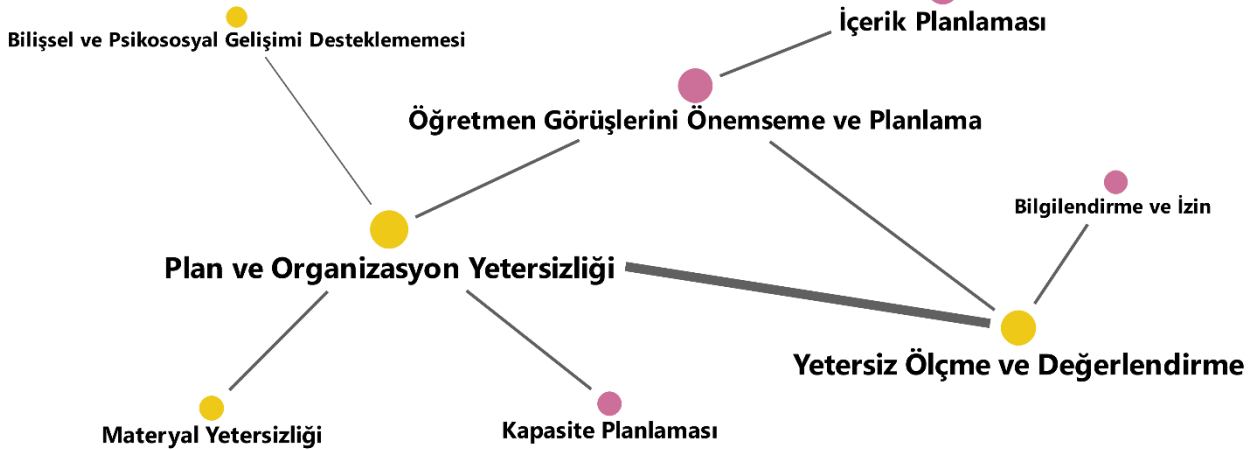 İçerik Planlaması
Bilişsel ve Psikososyal Gelişimi Desteklememesi
Öğretmen Görüşlerini Önemseme ve Planlama
Bilgilendirme ve İzin
Plan ve Organizasyon Yetersizliği
Yetersiz Ölçme ve Değerlendirme
Materyal Yetersizliği
Kapasite Planlaması